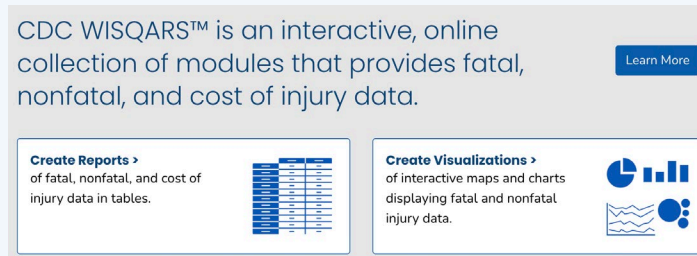 CDC WISQARS™ is an interactive, online
collection of modules that provides fatal,
nonfatal, and cost of injury data.
Learn More
Create Reports >
of fatal, nonfatal, and cost of
injury data in tables.
Create Visualizations >
of interactive maps and charts
displaying fatal and nonfatal
injury data.